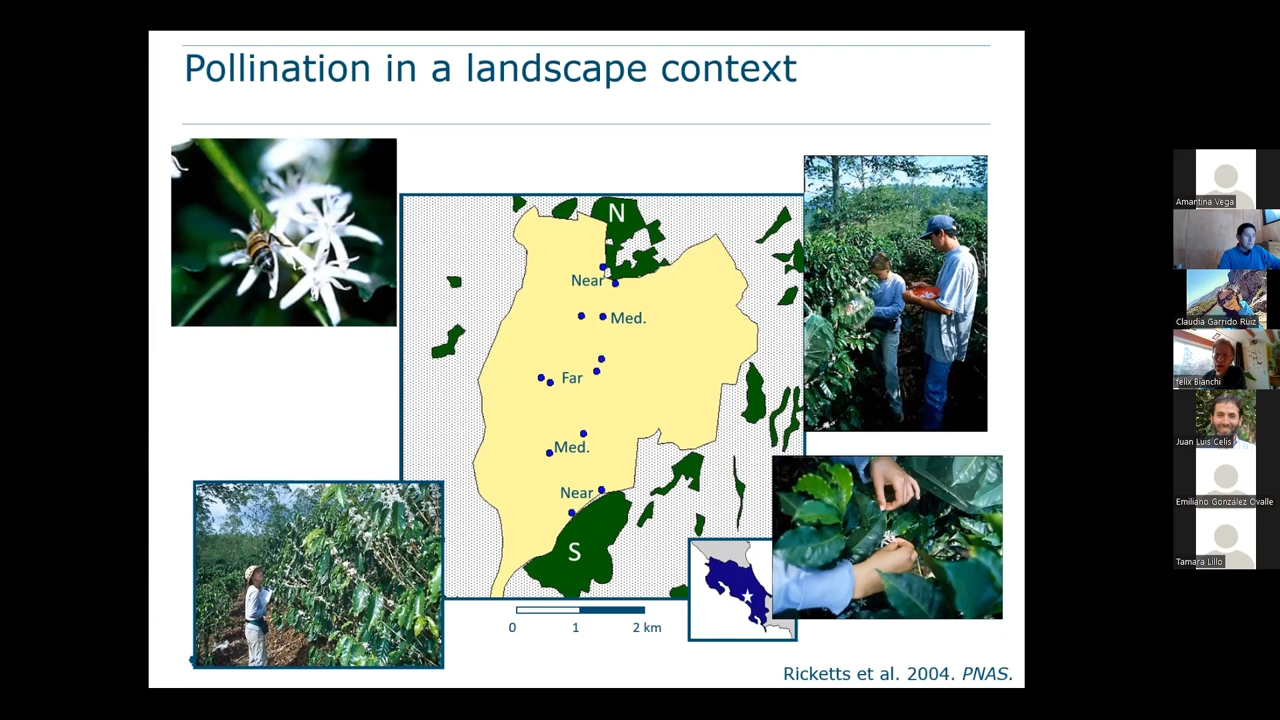 Pollination in a landscape context
N
Near
Med.
Far
Med.
Near
S
0 1 2 km
Ricketts et al. 2004. PNAS.
Amantina Vega
Claudia Garrido Ruiz
felix Bianchi
Juan Luis Celis
Emiliano González Ovalle
Tamara Lillo